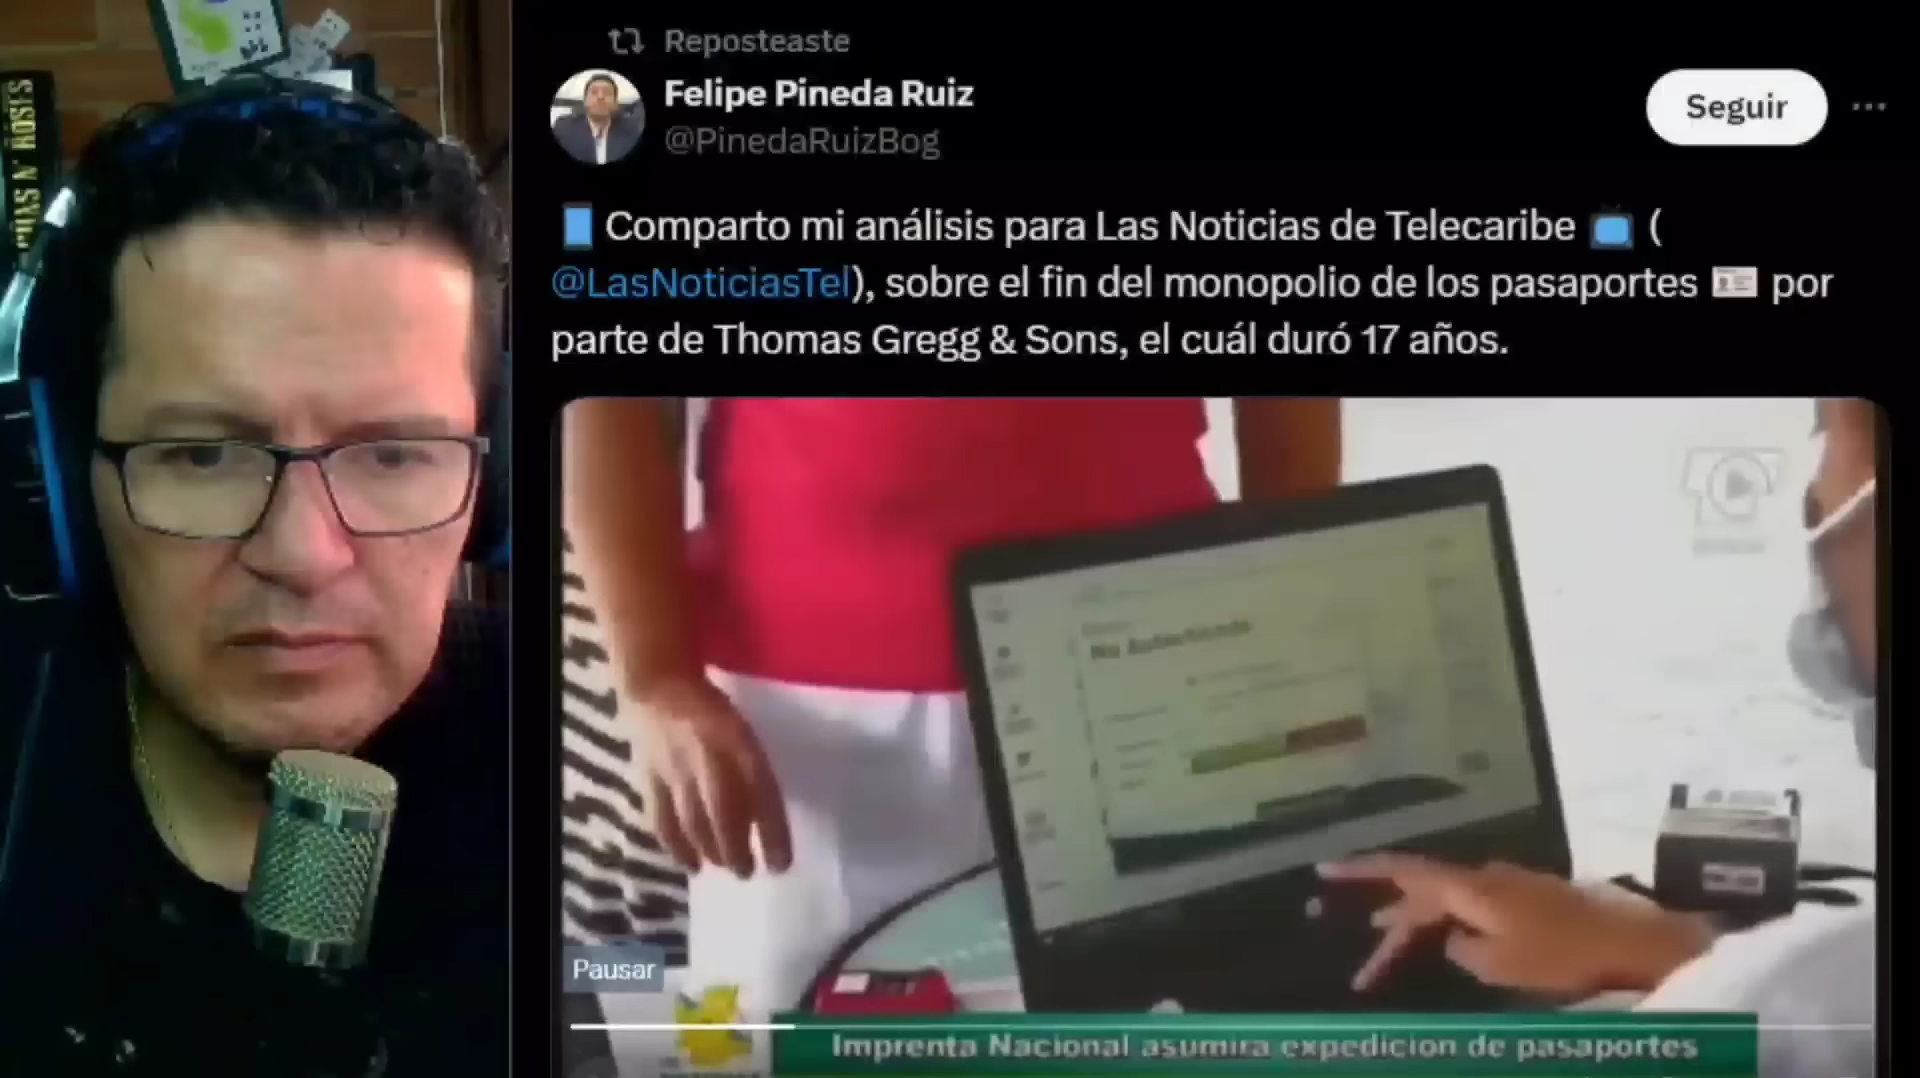 GUNS N' ROSES
Reposteaste
Felipe Pineda Ruiz
@PinedaRuizBog
Seguir
Comparto mi análisis para Las Noticias de Telecaribe (
@LasNoticiasTel), sobre el fin del monopolio de los pasaportes por
parte de Thomas Gregg & Sons, el cuál duró 17 años.
Pausar
Imprenta Nacional asumira expedicion de pasaportes